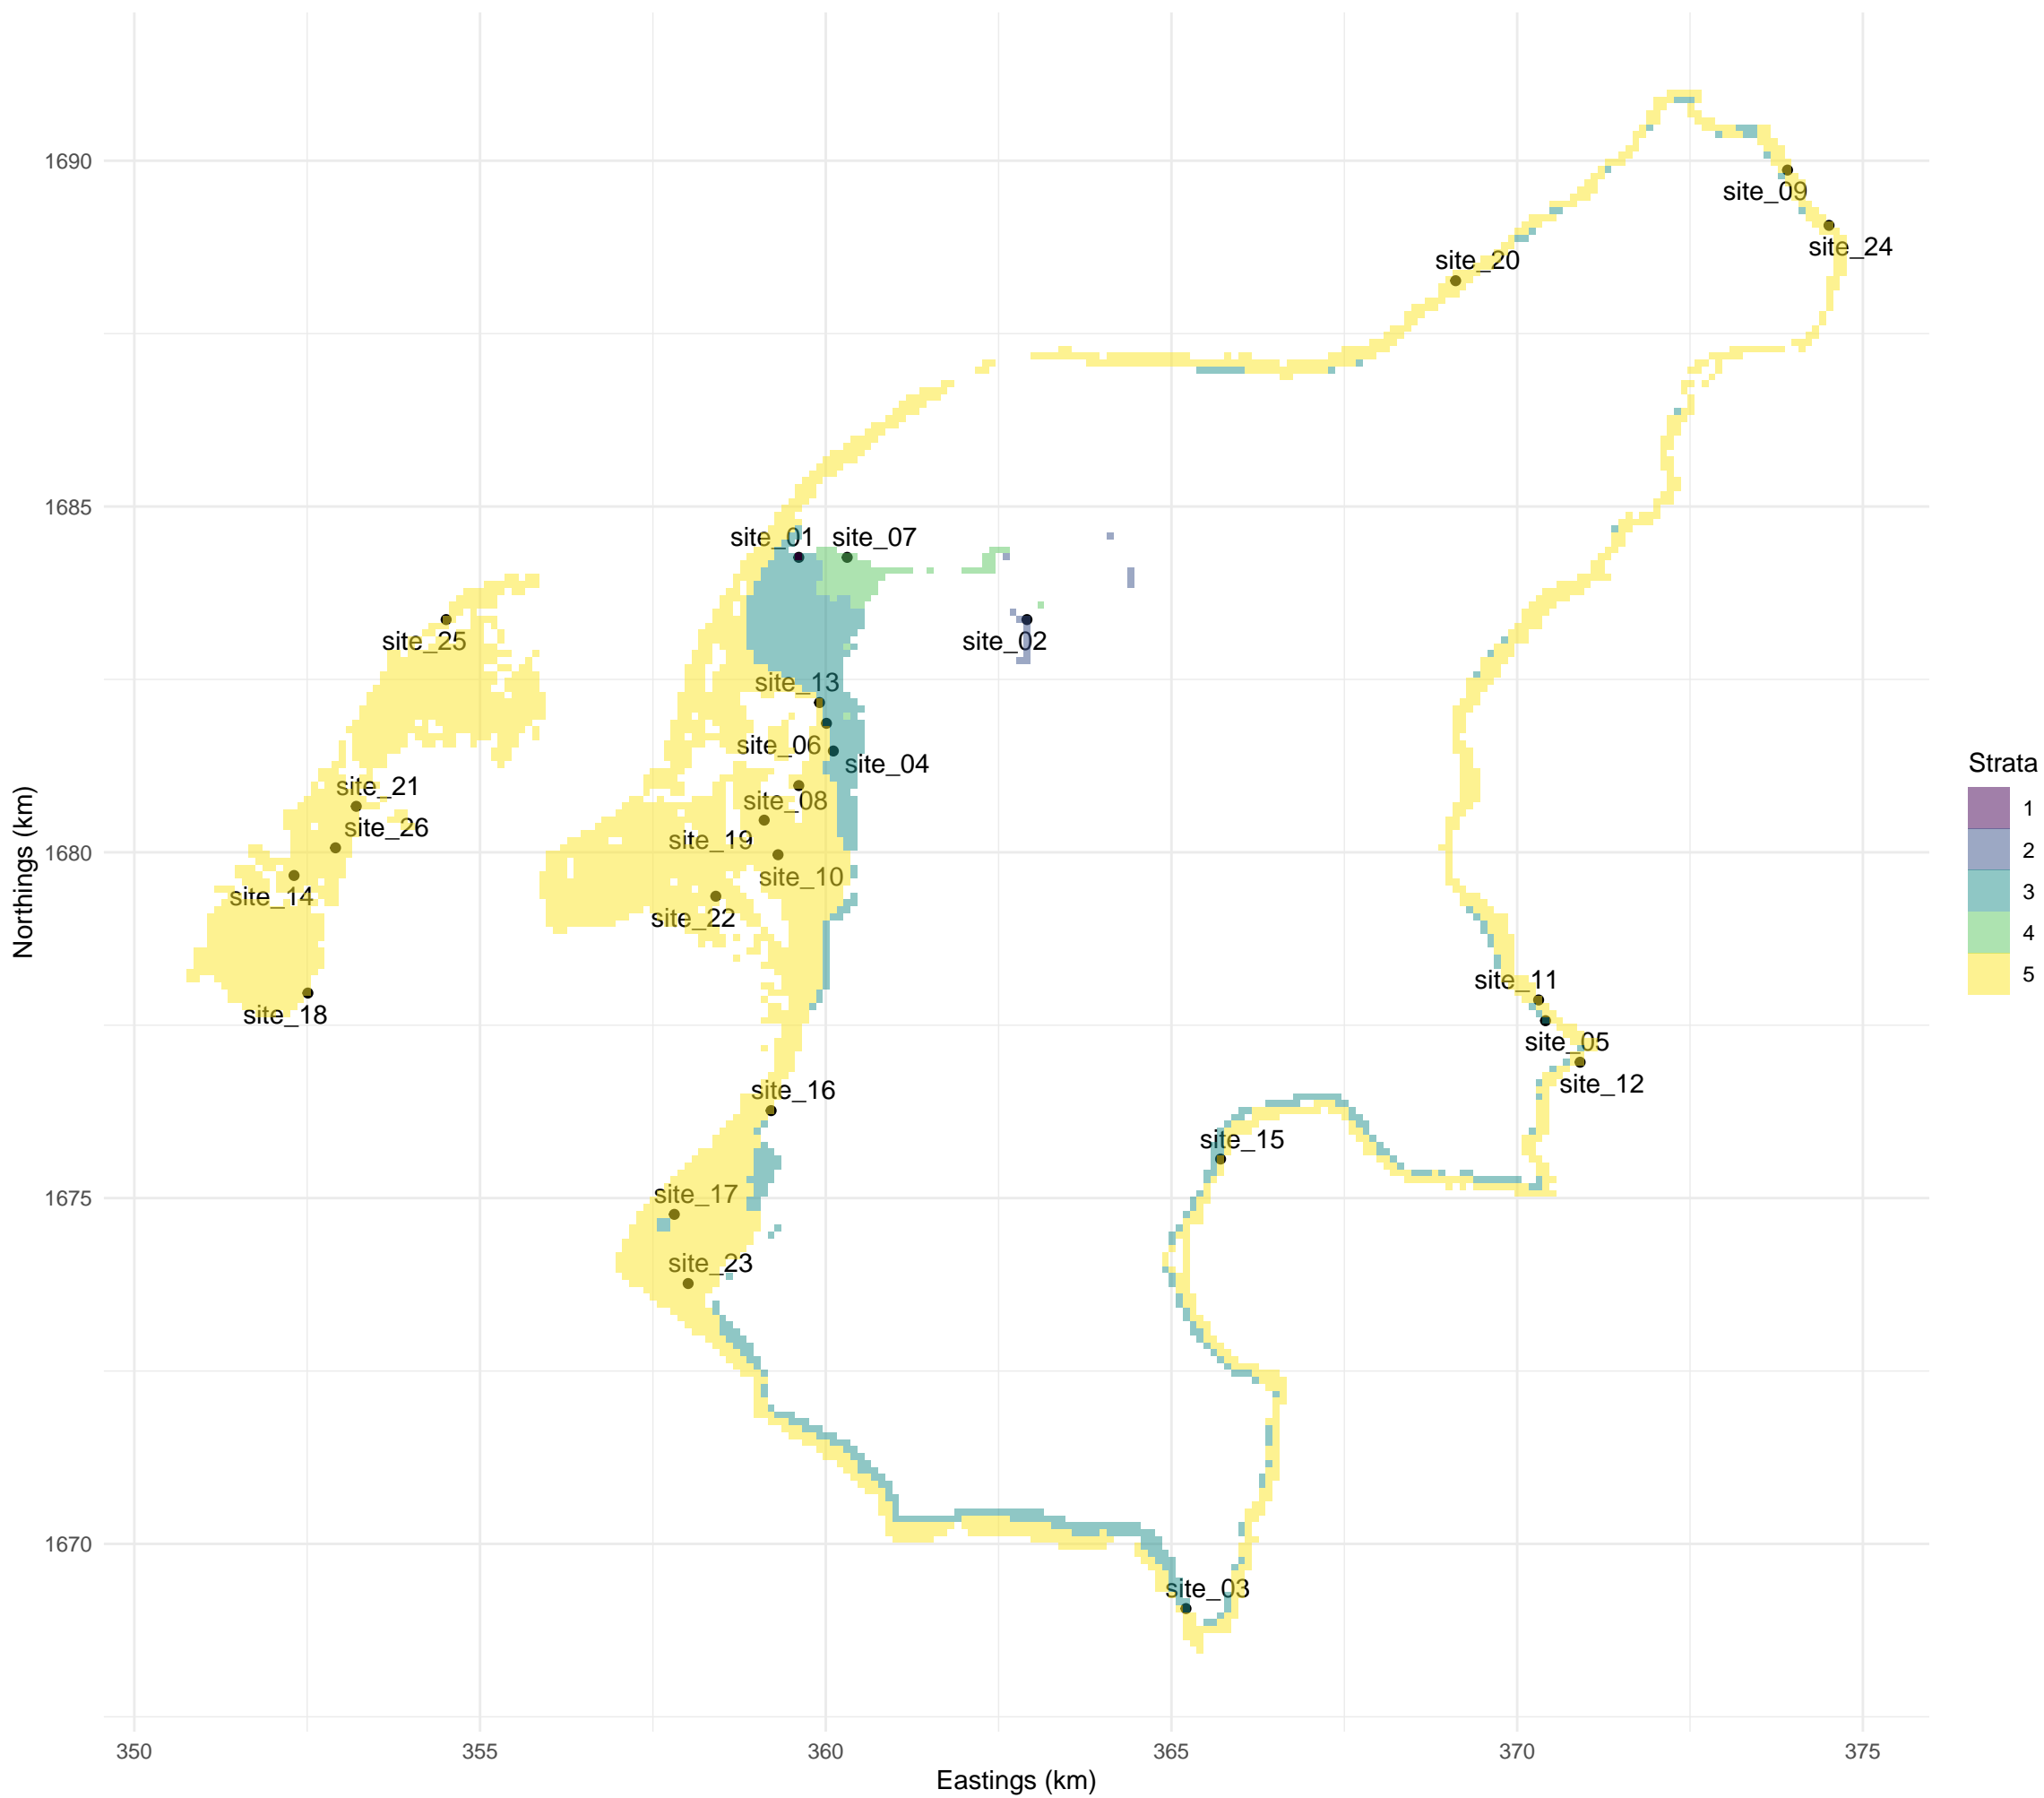 1690
1685
1680
1675
1670
350
355
360
365
370
375
Eastings (km)
Northings (km)
site_09
site_24
site_20
site_01
site_07
site_25
site_02
site_13
site_06
site_04
site_21
site_08
site_26
site_19
site_10
site_14
site_22
site_11
site_18
site_05
site_12
site_16
site_15
site_17
site_23
site_03
Strata
1
2
3
4
5